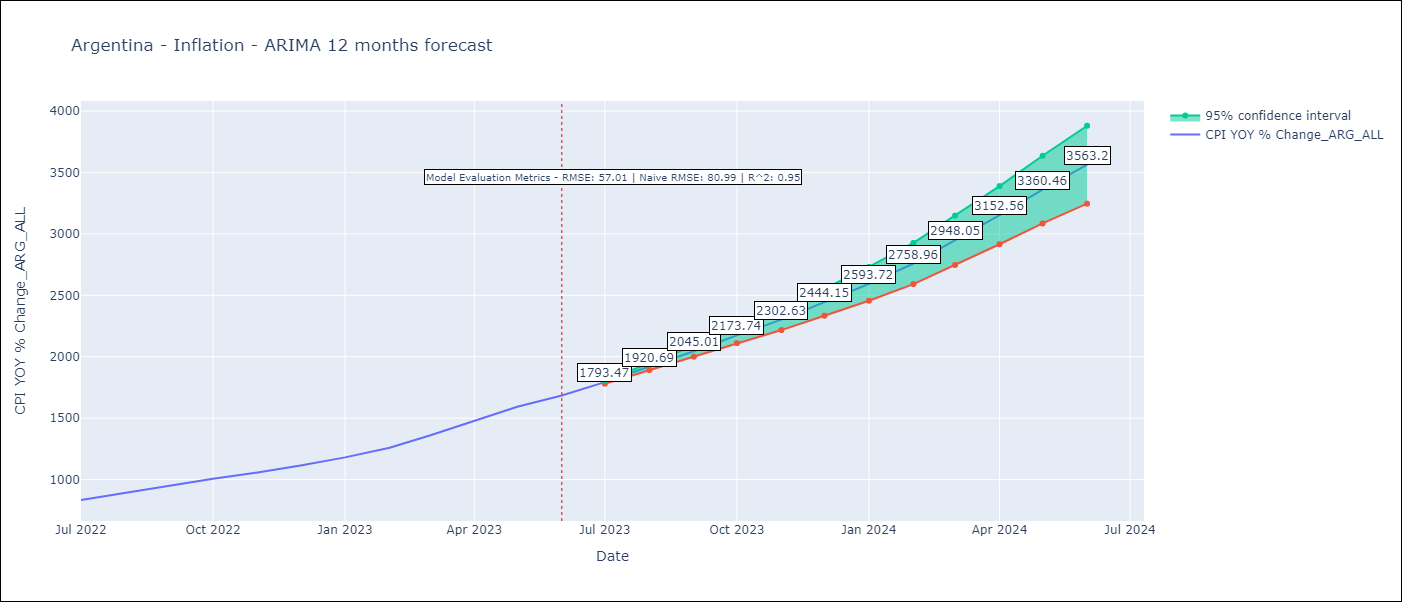 Argentina - Inflation - ARIMA 12 months forecast
95% confidence interval
CPI YOY % Change_ARG_ALL
Model Evaluation Metrics - RMSE: 57.01 | Naive RMSE: 80.99 | R^2: 0.95
CPI YOY % Change_ARG_ALL
4000
3500
3000
2500
2000
1500
1000
1793.47
1920.69
2045.01
2173.74
2302.63
2444.15
2593.72
2758.96
2948.05
3152.56
3360.46
3563.2
Jul 2022
Oct 2022
Jan 2023
Apr 2023
Jul 2023
Oct 2023
Jan 2024
Apr 2024
Jul 2024
Date